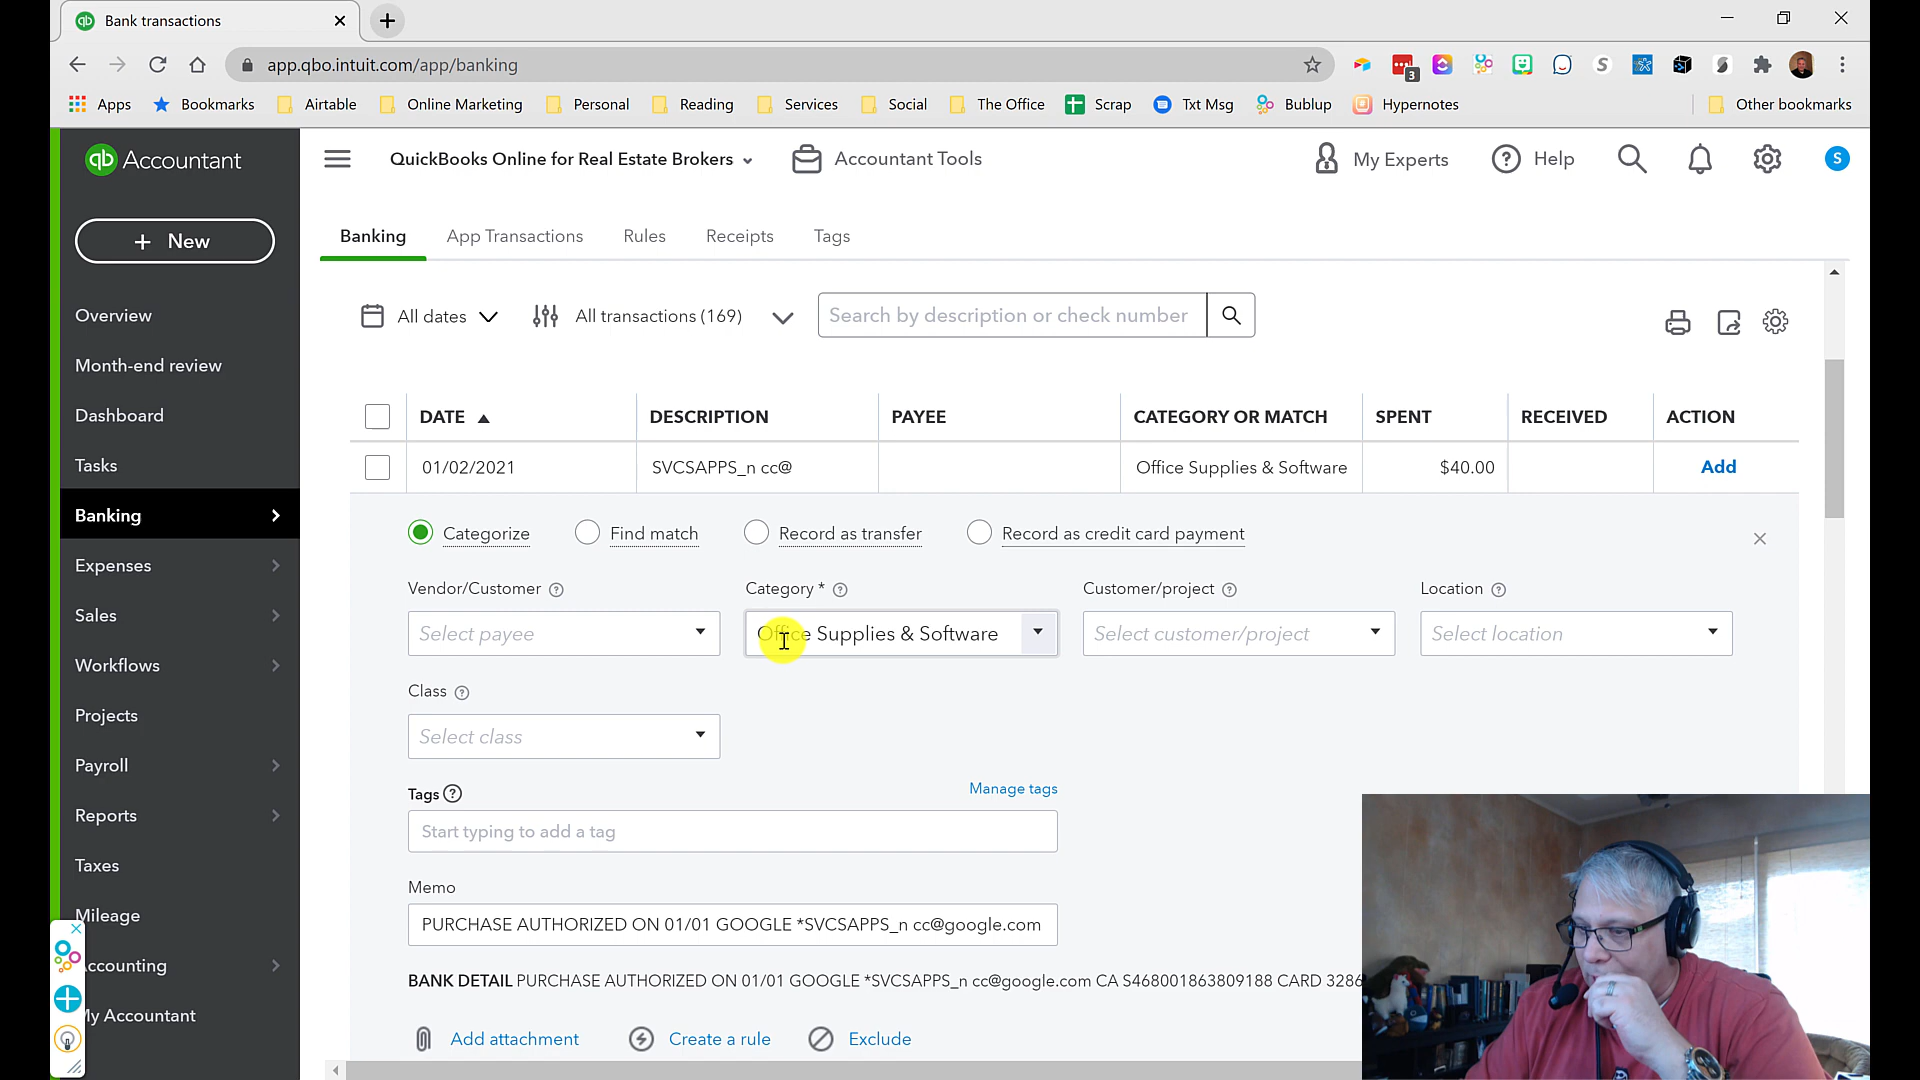 Bank transactions
app.qbo.intuit.com/app/banking
3
Apps Bookmarks Airtable Online Marketing Personal Reading Services Social The Office Scrap Txt Msg Bublup Hypernotes Other bookmarks
qb Accountant
QuickBooks Online for Real Estate Brokers Accountant Tools My Experts Help S
+ New
Banking App Transactions Rules Receipts Tags
Overview
Month-end review
Dashboard
Tasks
Banking
Expenses
Sales
Workflows
Projects
Payroll
Reports
Taxes
Mileage
Accounting
My Accountant
All dates All transactions (169) Search by description or check number
DATE DESCRIPTION PAYEE CATEGORY OR MATCH SPENT RECEIVED ACTION
01/02/2021 SVCSAPPS_n cc@ Office Supplies & Software $40.00 Add
Categorize Find match Record as transfer Record as credit card payment
Vendor/Customer Category * Customer/project Location
Select payee Office Supplies & Software Select customer/project Select location
Class
Select class
Tags Manage tags
Start typing to add a tag
Memo
PURCHASE AUTHORIZED ON 01/01 GOOGLE *SVCSAPPS_n cc@google.com
BANK DETAIL PURCHASE AUTHORIZED ON 01/01 GOOGLE *SVCSAPPS_n cc@google.com CA S468001863809188 CARD 3286
Add attachment Create a rule Exclude